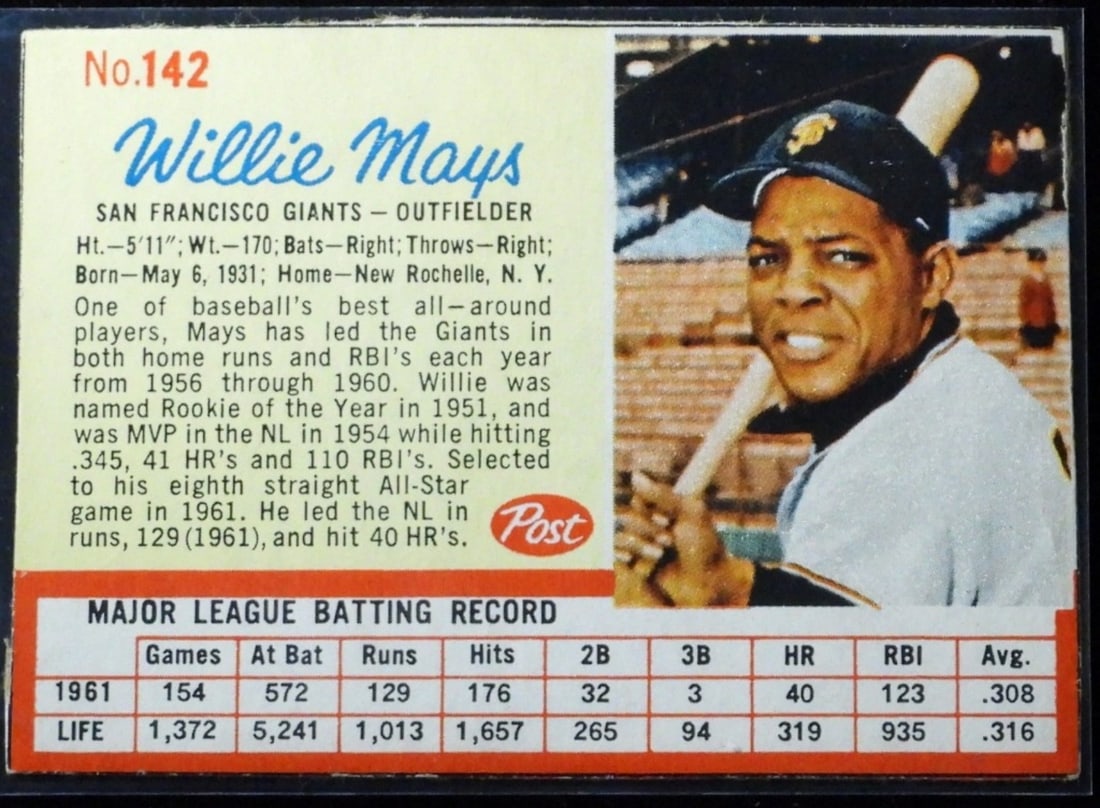 No.142
Willie Mays
SAN FRANCISCO GIANTS – OUTFIELDER
Ht.—5'11"; Wt.—170; Bats—Right; Throws—Right;
Born—May 6, 1931; Home—New Rochelle, N. Y.
One of baseball's best all—around
players, Mays has led the Giants in
both home runs and RBI's each year
from 1956 through 1960. Willie was
named Rookie of the Year in 1951, and
was MVP in the NL in 1954 while hitting
.345, 41 HR's and 110 RBI's. Selected
to his eighth straight All-Star
game in 1961. He led the NL in
runs, 129 (1961), and hit 40 HR's.
Post
SF
MAJOR LEAGUE BATTING RECORD
Games At Bat Runs Hits 2B 3B HR RBI Avg.
1961 154 572 129 176 32 3 40 123 .308
LIFE 1,372 5,241 1,013 1,657 265 94 319 935 .316